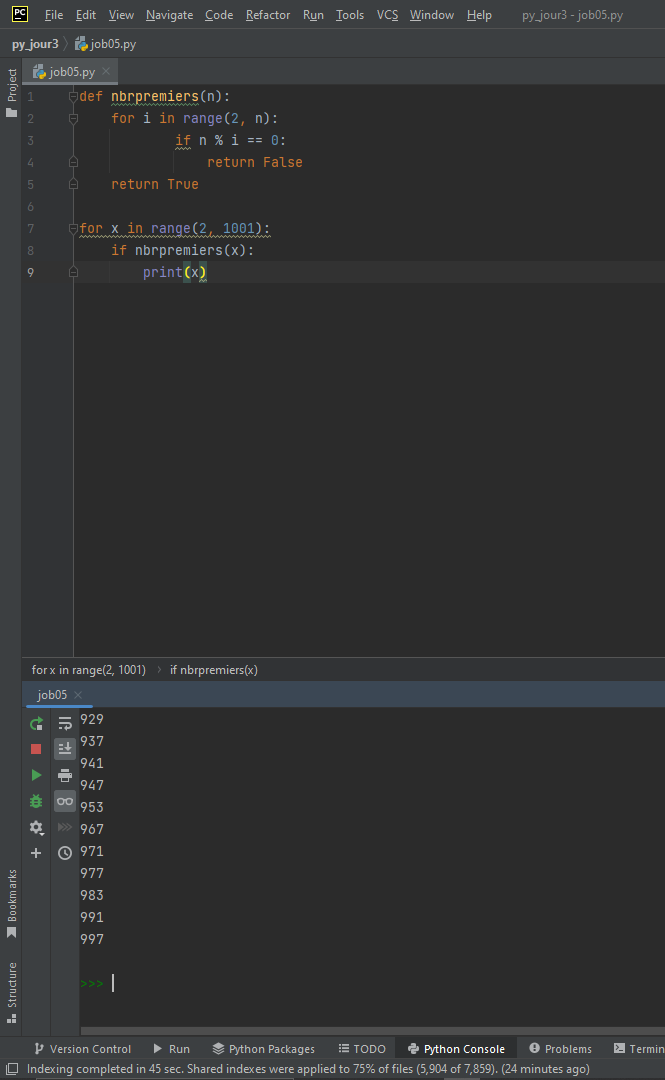 PC File Edit View Navigate Code Refactor Run Tools VCS Window Help py_jour3 - job05.py
py_jour3 job05.py
Project
job05.py
1 def nbrpremiers(n):
2 for i in range(2, n):
3 if n % i == 0:
4 return False
5 return True
6
7 for x in range(2, 1001):
8 if nbrpremiers(x):
9 print(x)
for x in range(2, 1001) if nbrpremiers(x)
job05
929
937
941
947
953
967
971
977
983
991
997
>>>
Bookmarks
Structure
Version Control Run Python Packages TODO Python Console Problems Termin
Indexing completed in 45 sec. Shared indexes were applied to 75% of files (5,904 of 7,859). (24 minutes ago)